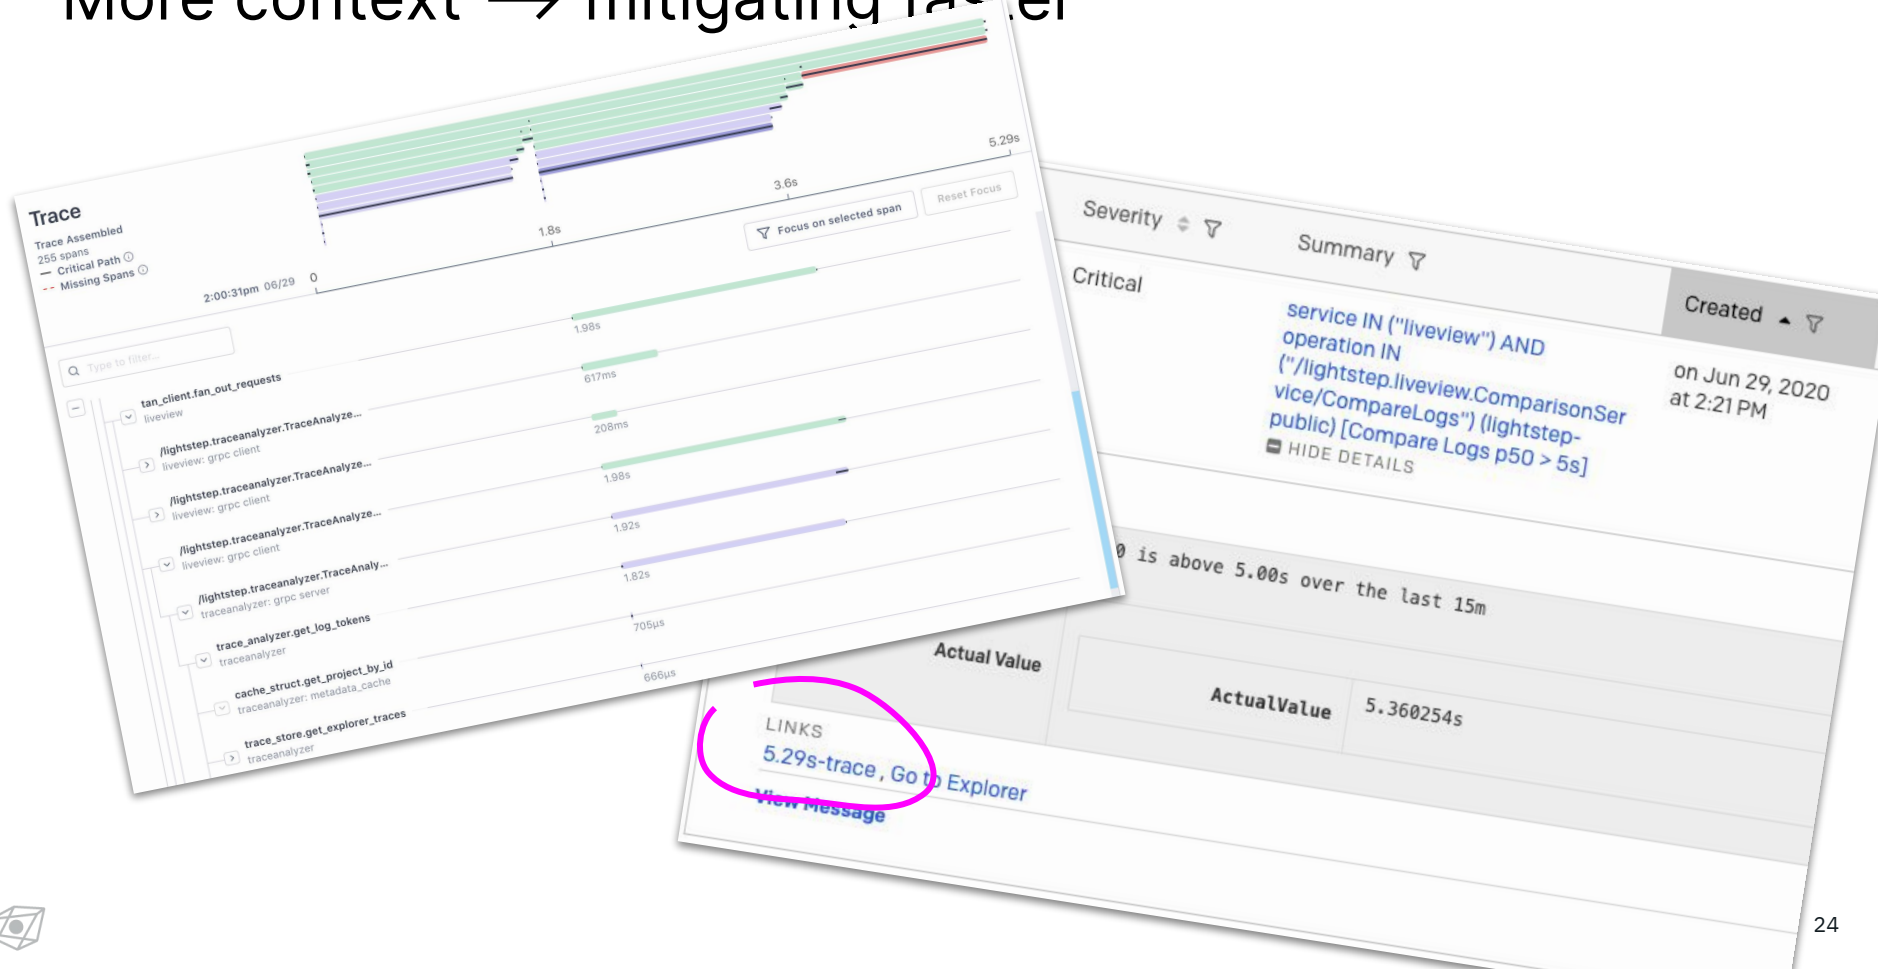 More context → mitigating faster
5.29s
3.6s
1.8s
0
Trace
Trace Assembled
255 spans
Critical Path
Missing Spans
2:00:31pm 06/29
Focus on selected span
Reset Focus
Type to filter...
tan_client.fan_out_requests
liveview
1.98s
/lightstep.traceanalyzer.TraceAnalyze...
liveview: grpc client
617ms
/lightstep.traceanalyzer.TraceAnalyze...
liveview: grpc client
208ms
/lightstep.traceanalyzer.TraceAnalyze...
liveview: grpc client
1.98s
/lightstep.traceanalyzer.TraceAnaly...
traceanalyzer: grpc server
1.92s
trace_analyzer.get_log_tokens
traceanalyzer
1.82s
cache_struct.get_project_by_id
traceanalyzer: metadata_cache
705µs
trace_store.get_explorer_traces
traceanalyzer
666µs
Severity
Summary
Created
Critical
service IN ("liveview") AND
operation IN
("/lightstep.liveview.ComparisonSer
vice/CompareLogs") (lightstep-
public) [Compare Logs p50 > 5s]
HIDE DETAILS
on Jun 29, 2020
at 2:21 PM
0 is above 5.00s over the last 15m
Actual Value
ActualValue
5.360254s
LINKS
5.29s-trace , Go to Explorer
View Message
24